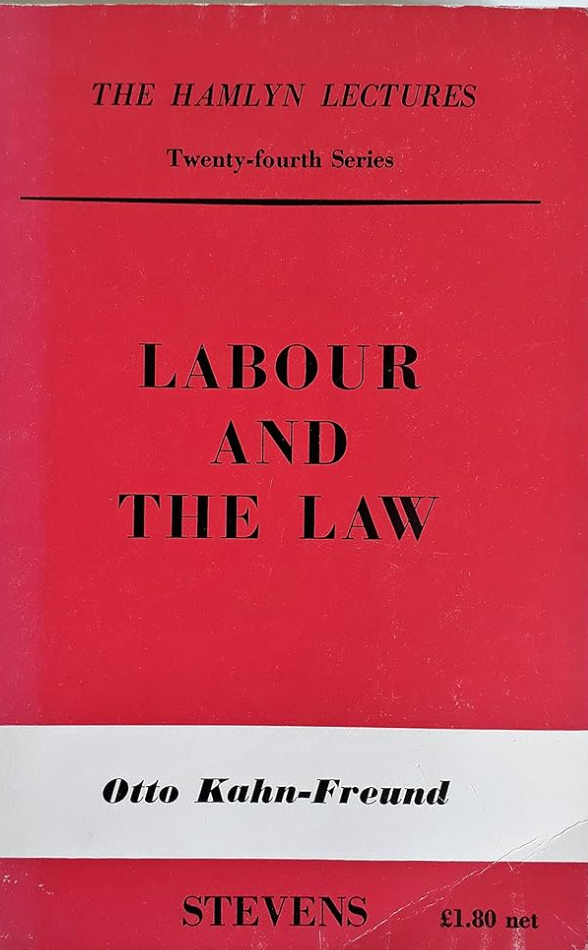 THE HAMLYN LECTURES
Twenty-fourth Series
LABOUR
AND
THE LAW
Otto Kahn-Freund
STEVENS £1.80 net